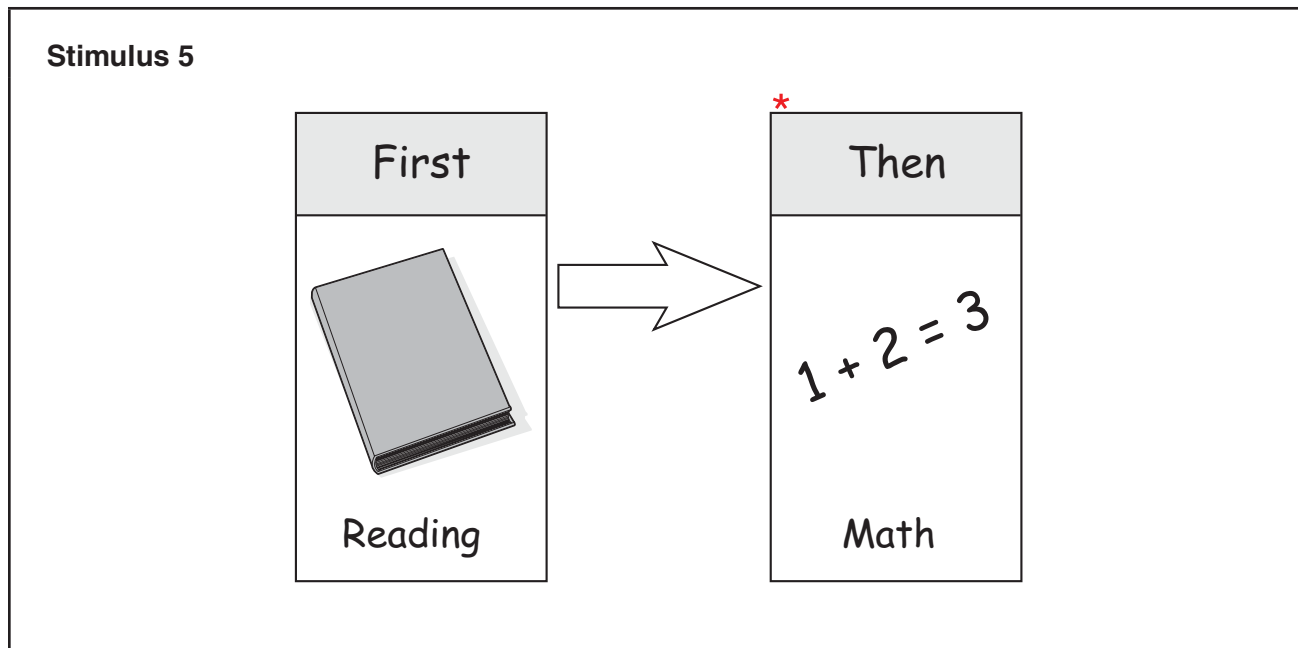 Stimulus 5
*
First
Then
1 + 2 = 3
Reading
Math